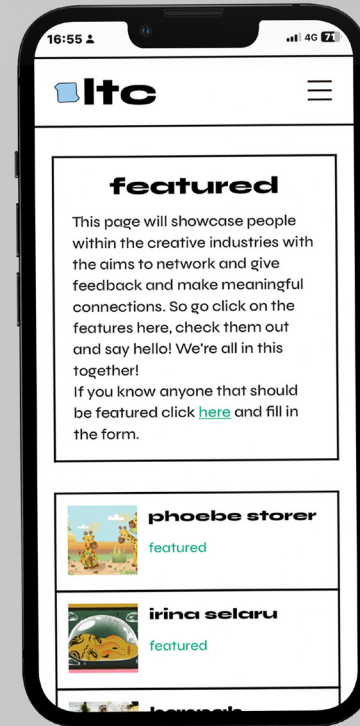 16:55
4G 71
ltc
featured
This page will showcase people
within the creative industries with
the aims to network and give
feedback and make meaningful
connections. So go click on the
features here, check them out
and say hello! We're all in this
together!
If you know anyone that should
be featured click here and fill in
the form.
phoebe storer
featured
irina selaru
featured